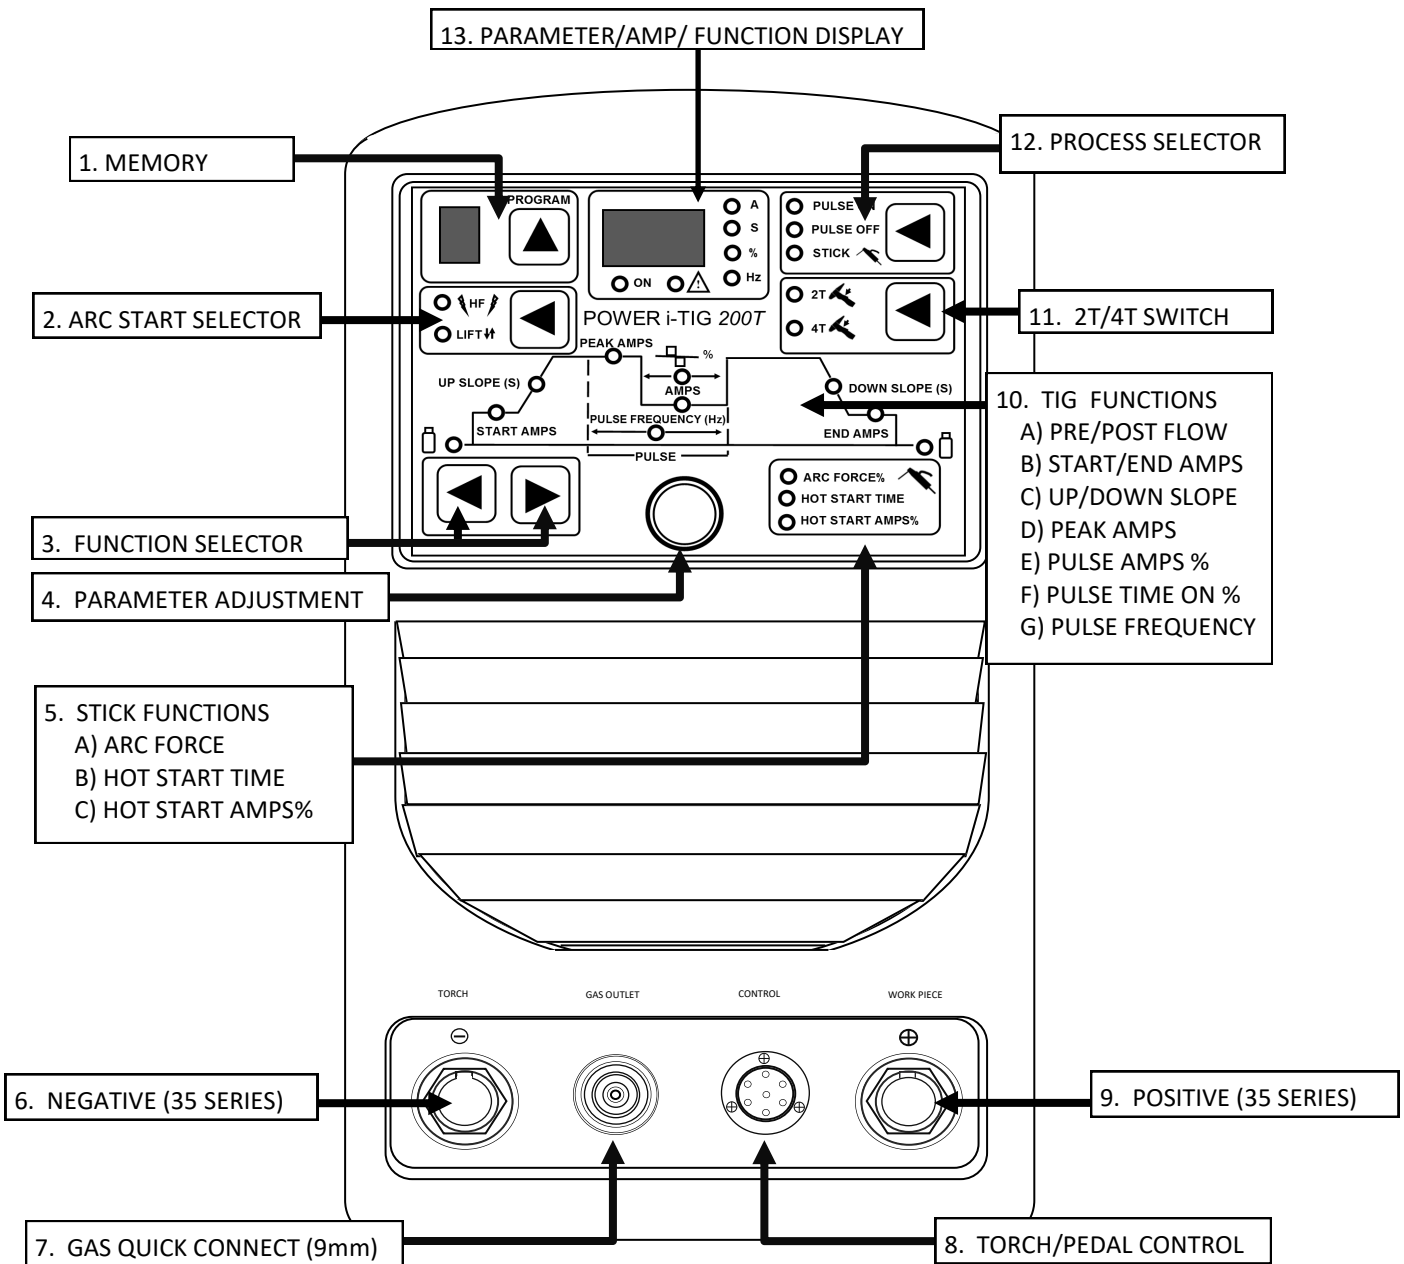 13. PARAMETER/AMP/ FUNCTION DISPLAY
1. MEMORY
12. PROCESS SELECTOR
PROGRAM
A
S
%
Hz
ON
PULSE
PULSE OFF
STICK
2. ARC START SELECTOR
HF
LIFT
POWER i-TIG 200T
2T
4T
11. 2T/4T SWITCH
PEAK AMPS
%
UP SLOPE (S)
AMPS
DOWN SLOPE (S)
START AMPS
PULSE FREQUENCY (Hz)
END AMPS
PULSE
10. TIG FUNCTIONS
A) PRE/POST FLOW
B) START/END AMPS
C) UP/DOWN SLOPE
D) PEAK AMPS
E) PULSE AMPS %
F) PULSE TIME ON %
G) PULSE FREQUENCY
ARC FORCE%
HOT START TIME
HOT START AMPS%
3. FUNCTION SELECTOR
4. PARAMETER ADJUSTMENT
5. STICK FUNCTIONS
A) ARC FORCE
B) HOT START TIME
C) HOT START AMPS%
TORCH
GAS OUTLET
CONTROL
WORK PIECE
6. NEGATIVE (35 SERIES)
9. POSITIVE (35 SERIES)
7. GAS QUICK CONNECT (9mm)
8. TORCH/PEDAL CONTROL